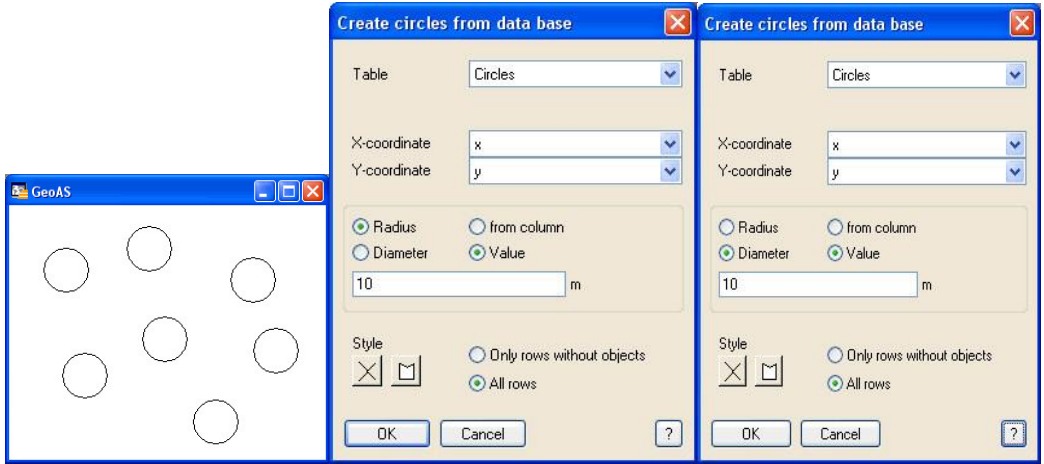 GeoAS
Create circles from data base
Table Circles
X-coordinate x
Y-coordinate y
Radius from column
Diameter Value
10 m
Style
Only rows without objects
All rows
OK Cancel ?
Create circles from data base
Table Circles
X-coordinate x
Y-coordinate y
Radius from column
Diameter Value
10 m
Style
Only rows without objects
All rows
OK Cancel ?